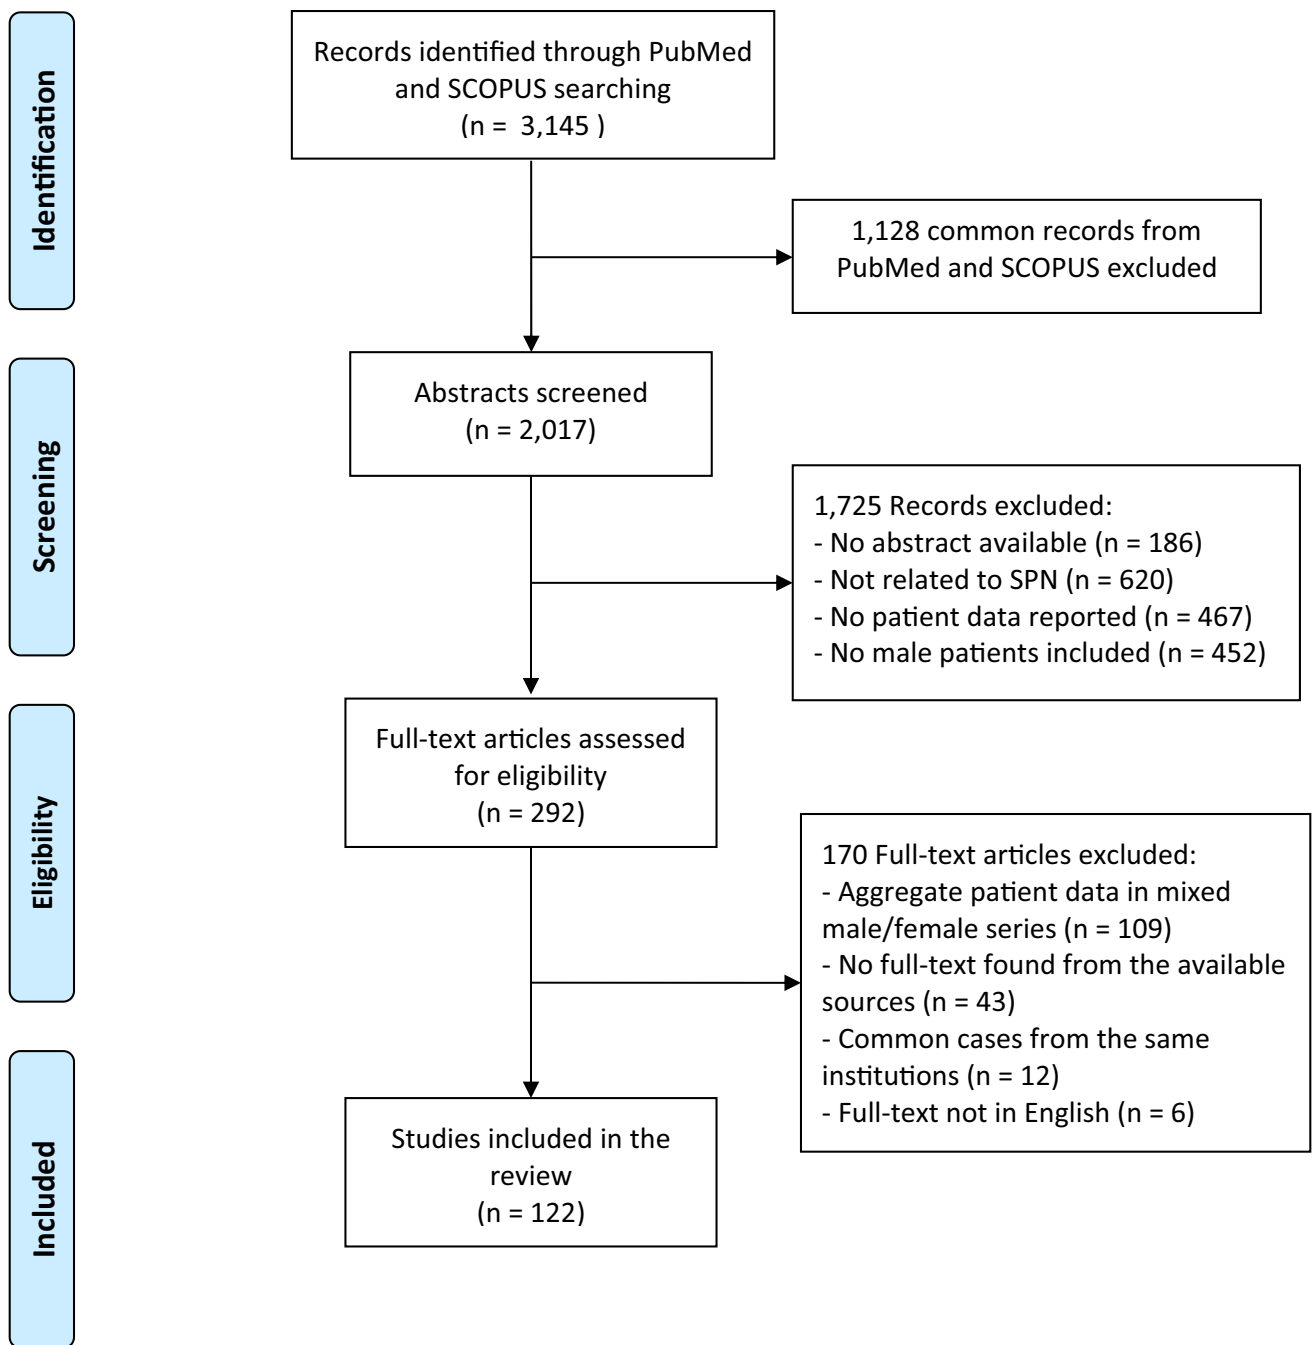 Identification
Records identified through PubMed
and SCOPUS searching
(n =  3,145 )
1,128 common records from
PubMed and SCOPUS excluded
Screening
Abstracts screened
(n = 2,017)
1,725 Records excluded:
- No abstract available (n = 186)
- Not related to SPN (n = 620)
- No patient data reported (n = 467)
- No male patients included (n = 452)
Eligibility
Full-text articles assessed
for eligibility
(n = 292)
170 Full-text articles excluded:
- Aggregate patient data in mixed
male/female series (n = 109)
- No full-text found from the available
sources (n = 43)
- Common cases from the same
institutions (n = 12)
- Full-text not in English (n = 6)
Included
Studies included in the
review
(n = 122)